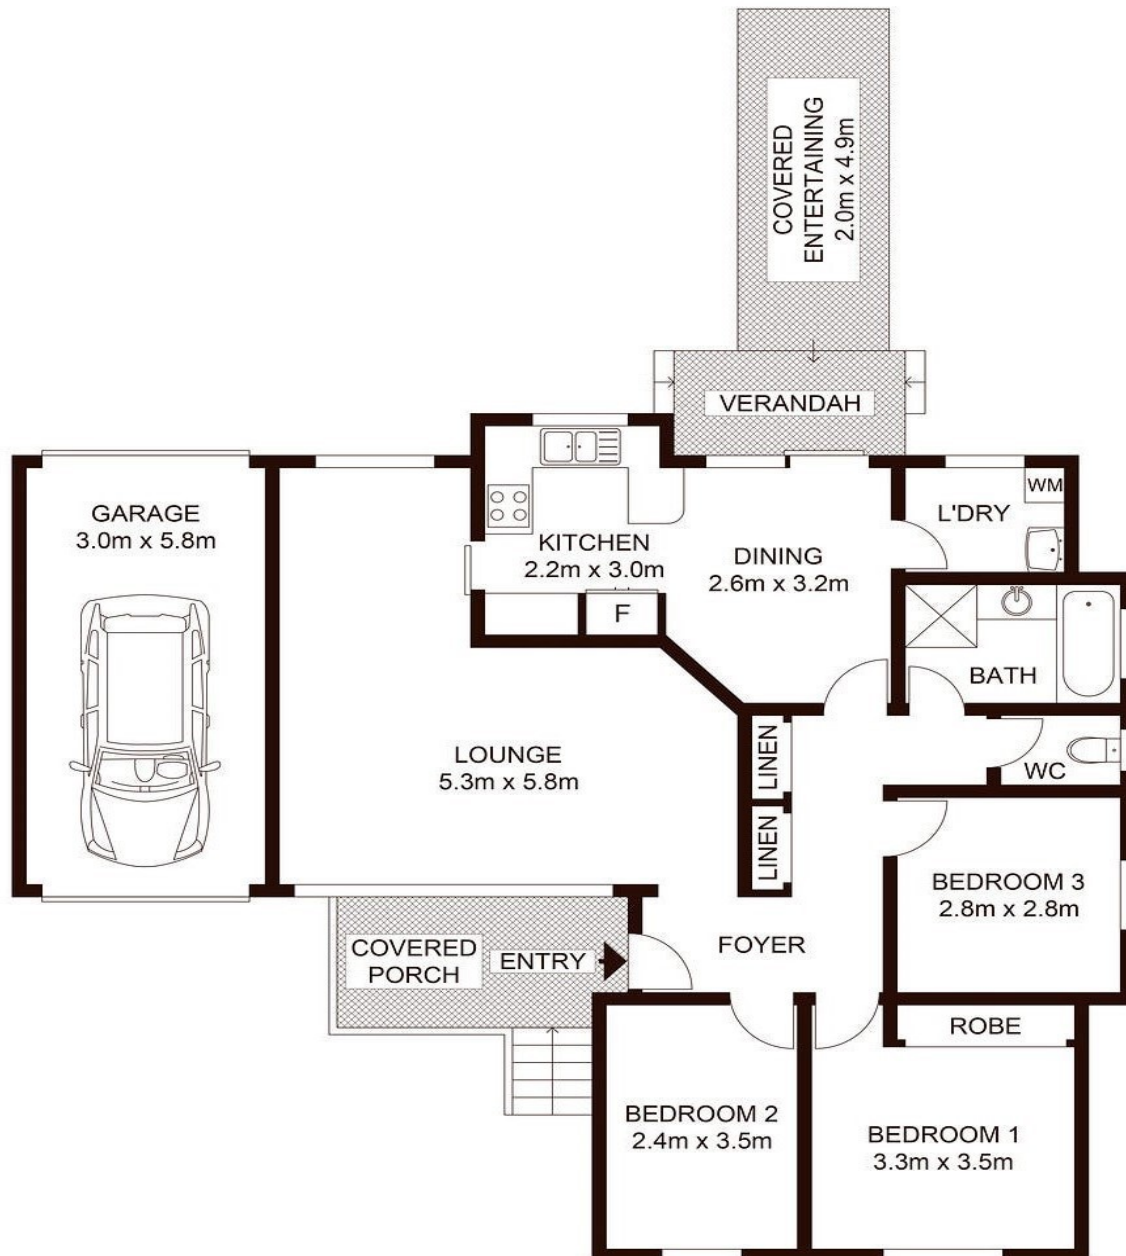 COVERED
ENTERTAINING
2.0m x 4.9m
VERANDAH
GARAGE
3.0m x 5.8m
KITCHEN
2.2m x 3.0m
F
DINING
2.6m x 3.2m
L'DRY
WM
BATH
LOUNGE
5.3m x 5.8m
LINEN
LINEN
WC
BEDROOM 3
2.8m x 2.8m
COVERED
PORCH
ENTRY
FOYER
ROBE
BEDROOM 2
2.4m x 3.5m
BEDROOM 1
3.3m x 3.5m